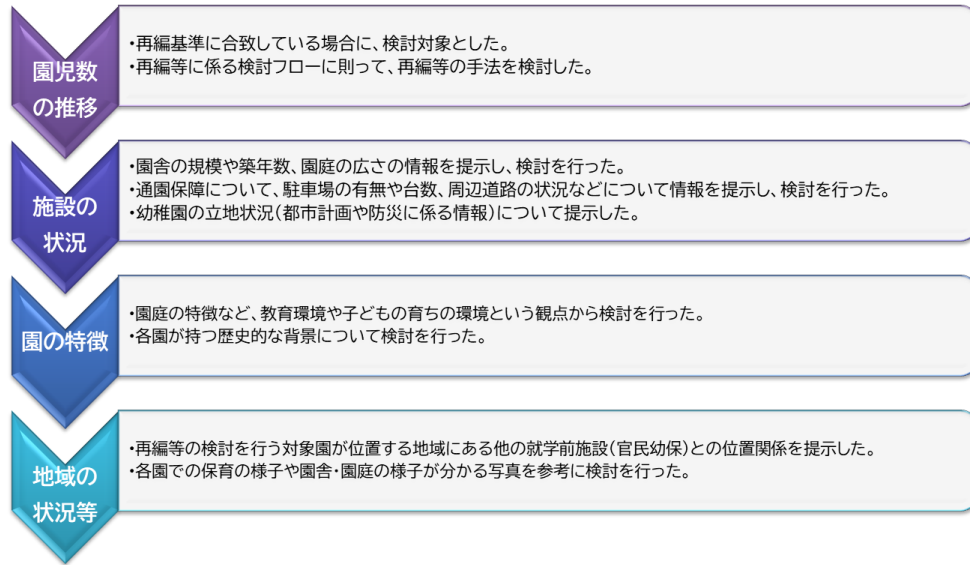 園児数
の推移
・再編基準に合致している場合に、検討対象とした。
・再編等に係る検討フローに則って、再編等の手法を検討した。
施設の
状況
・園舎の規模や築年数、園庭の広さの情報を提示し、検討を行った。
・通園保障について、駐車場の有無や台数、周辺道路の状況などについて情報を提示し、検討を行った。
・幼稚園の立地状況(都市計画や防災に係る情報)について提示した。
園の特徴
・園庭の特徴など、教育環境や子どもの育ちの環境という観点から検討を行った。
・各園が持つ歴史的な背景について検討を行った。
地域の
状況等
・再編等の検討を行う対象園が位置する地域にある他の就学前施設(官民幼保)との位置関係を提示した。
・各園での保育の様子や園舎・園庭の様子が分かる写真を参考に検討を行った。